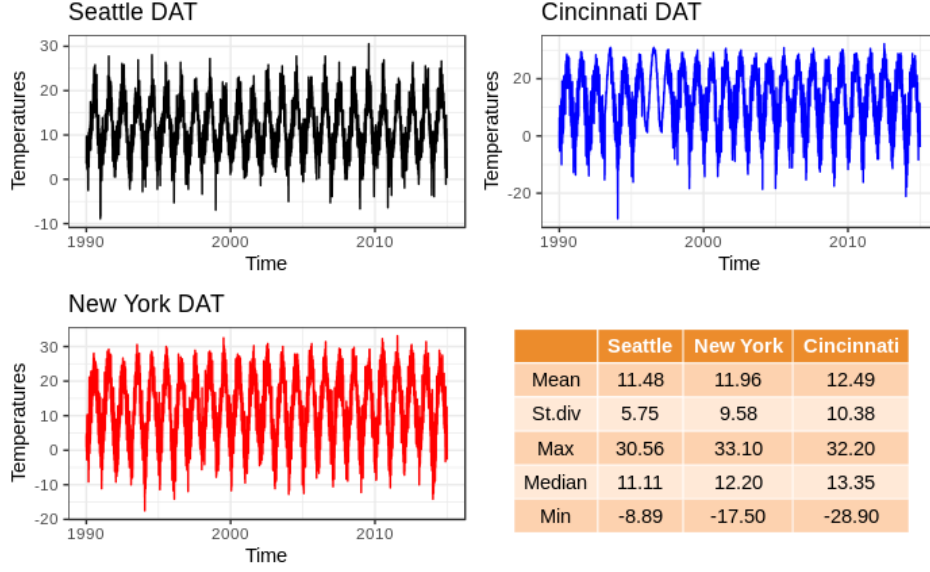 Seattle DAT
Temperatures
30
20
10
0
-10
1990
2000
2010
Time
Cincinnati DAT
Temperatures
20
0
-20
1990
2000
2010
Time
New York DAT
Temperatures
30
20
10
0
-10
-20
1990
2000
2010
Time
Seattle New York Cincinnati
Mean 11.48 11.96 12.49
St.div 5.75 9.58 10.38
Max 30.56 33.10 32.20
Median 11.11 12.20 13.35
Min -8.89 -17.50 -28.90